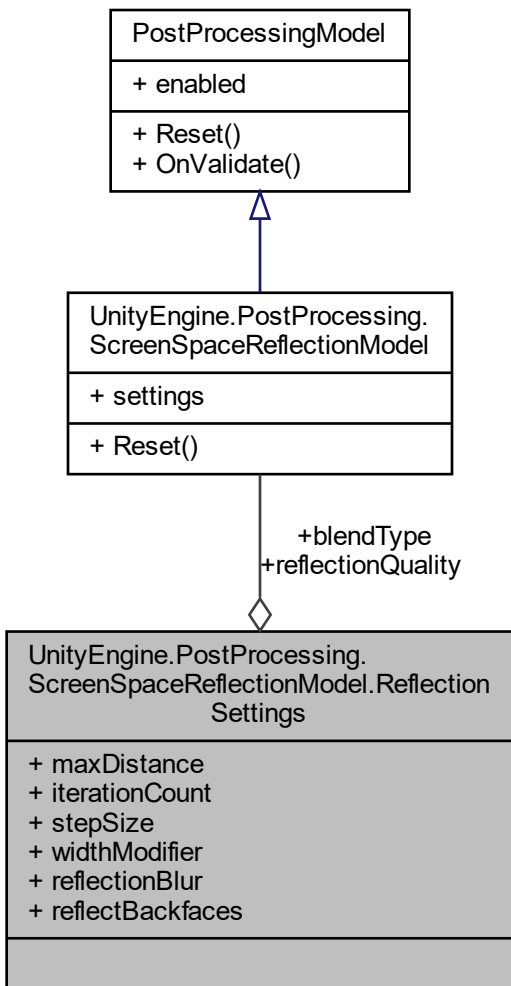 PostProcessingModel
+ enabled
+ Reset()
+ OnValidate()
UnityEngine.PostProcessing.
ScreenSpaceReflectionModel
+ settings
+ Reset()
+blendType
+reflectionQuality
UnityEngine.PostProcessing.
ScreenSpaceReflectionModel.Reflection
Settings
+ maxDistance
+ iterationCount
+ stepSize
+ widthModifier
+ reflectionBlur
+ reflectBackfaces